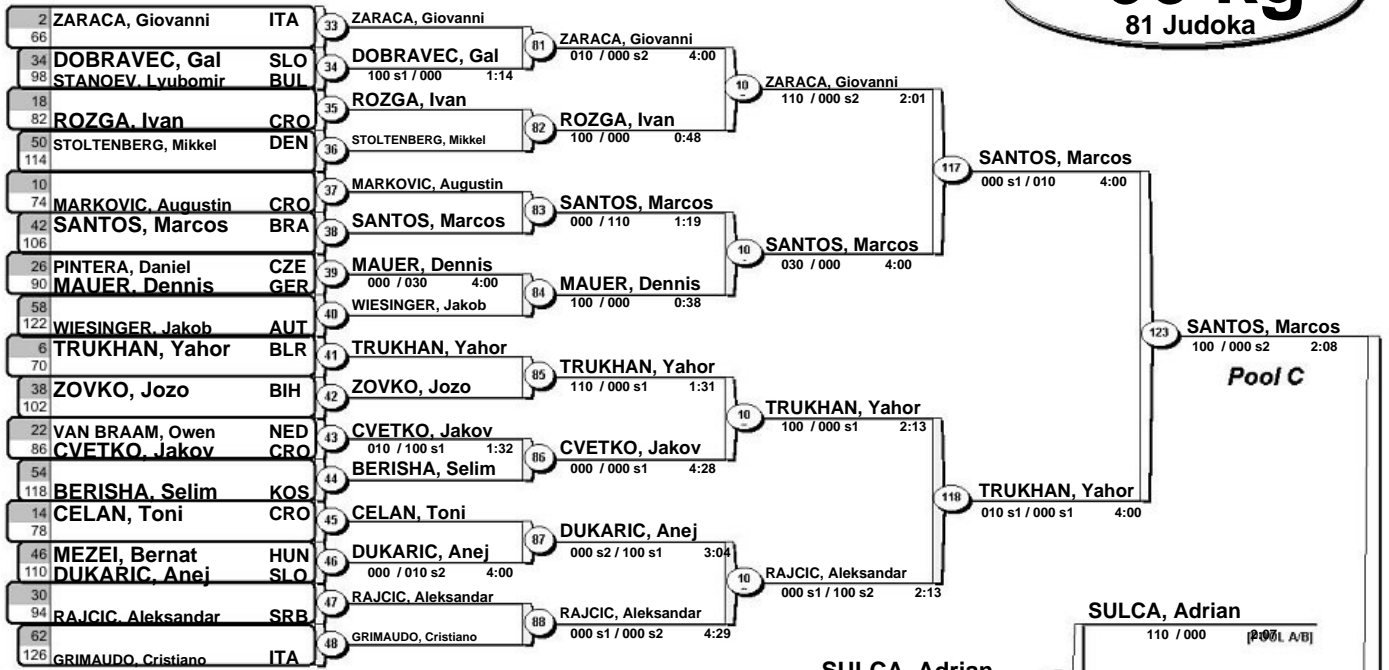 81 Judoka
2 ZARACA, Giovanni ITA
66
34 DOBRAVEC, Gal SLO
98 STANOEV, Lyubomir BUL
18
82 ROZGA, Ivan CRO
50 STOLTENBERG, Mikkel DEN
114
10
74 MARKOVIC, Augustin CRO
42 SANTOS, Marcos BRA
106
26 PINTERA, Daniel CZE
90 MAUER, Dennis GER
58
122 WIESINGER, Jakob AUT
6 TRUKHAN, Yahor BLR
70
38 ZOVKO, Jozo BIH
102
22 VAN BRAAM, Owen NED
86 CVETKO, Jakov CRO
54
118 BERISHA, Selim KOS
14 CELAN, Toni CRO
78
46 MEZEI, Bernat HUN
110 DUKARIC, Anej SLO
30
94 RAJCIC, Aleksandar SRB
62
126 GRIMAUDO, Cristiano ITA
33 ZARACA, Giovanni
34 DOBRAVEC, Gal
100 s1 / 000 1:14
35 ROZGA, Ivan
36 STOLTENBERG, Mikkel
37 MARKOVIC, Augustin
38 SANTOS, Marcos
39 MAUER, Dennis
000 / 030 4:00
40 WIESINGER, Jakob
41 TRUKHAN, Yahor
42 ZOVKO, Jozo
43 CVETKO, Jakov
010 / 100 s1 1:32
44 BERISHA, Selim
45 CELAN, Toni
46 DUKARIC, Anej
000 / 010 s2 4:00
47 RAJCIC, Aleksandar
48 GRIMAUDO, Cristiano
81 ZARACA, Giovanni
010 / 000 s2 4:00
82 ROZGA, Ivan
100 / 000 0:48
83 SANTOS, Marcos
000 / 110 1:19
84 MAUER, Dennis
100 / 000 0:38
85 TRUKHAN, Yahor
110 / 000 s1 1:31
86 CVETKO, Jakov
000 / 000 s1 4:28
87 DUKARIC, Anej
000 s2 / 100 s1 3:04
88 RAJCIC, Aleksandar
000 s1 / 000 s2 4:29
10 ZARACA, Giovanni
110 / 000 s2 2:01
10 SANTOS, Marcos
030 / 000 4:00
10 TRUKHAN, Yahor
100 / 000 s1 2:13
10 RAJCIC, Aleksandar
000 s1 / 100 s2 2:13
117 SANTOS, Marcos
000 s1 / 010 4:00
118 TRUKHAN, Yahor
010 s1 / 000 s1 4:00
123 SANTOS, Marcos
100 / 000 s2 2:08
Pool C
SULCA, Adrian
110 / 000 2:07 [POOL A/B]
SULCA, Adrian